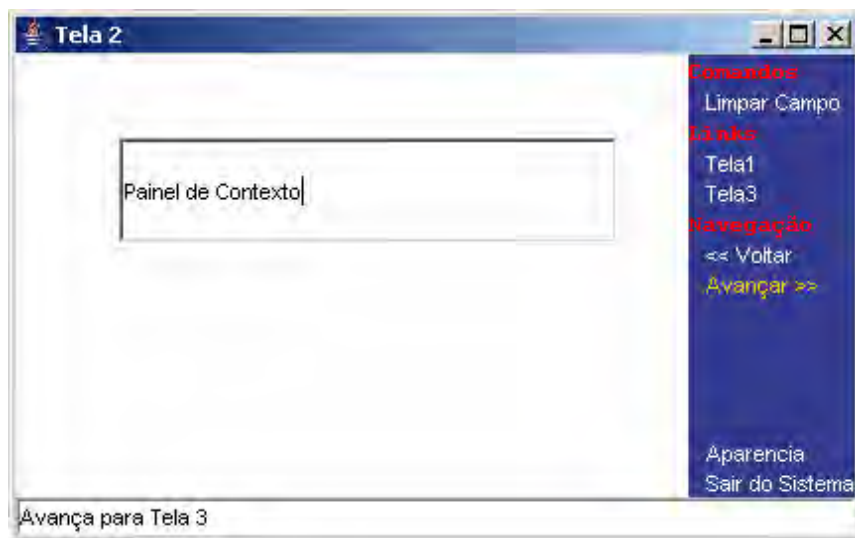 Tela 2
Comandos
Limpar Campo
Links
Tela1
Tela3
Navegação
<< Voltar
Avançar >>
Painel de Contexto
Aparencia
Sair do Sistema
Avança para Tela 3